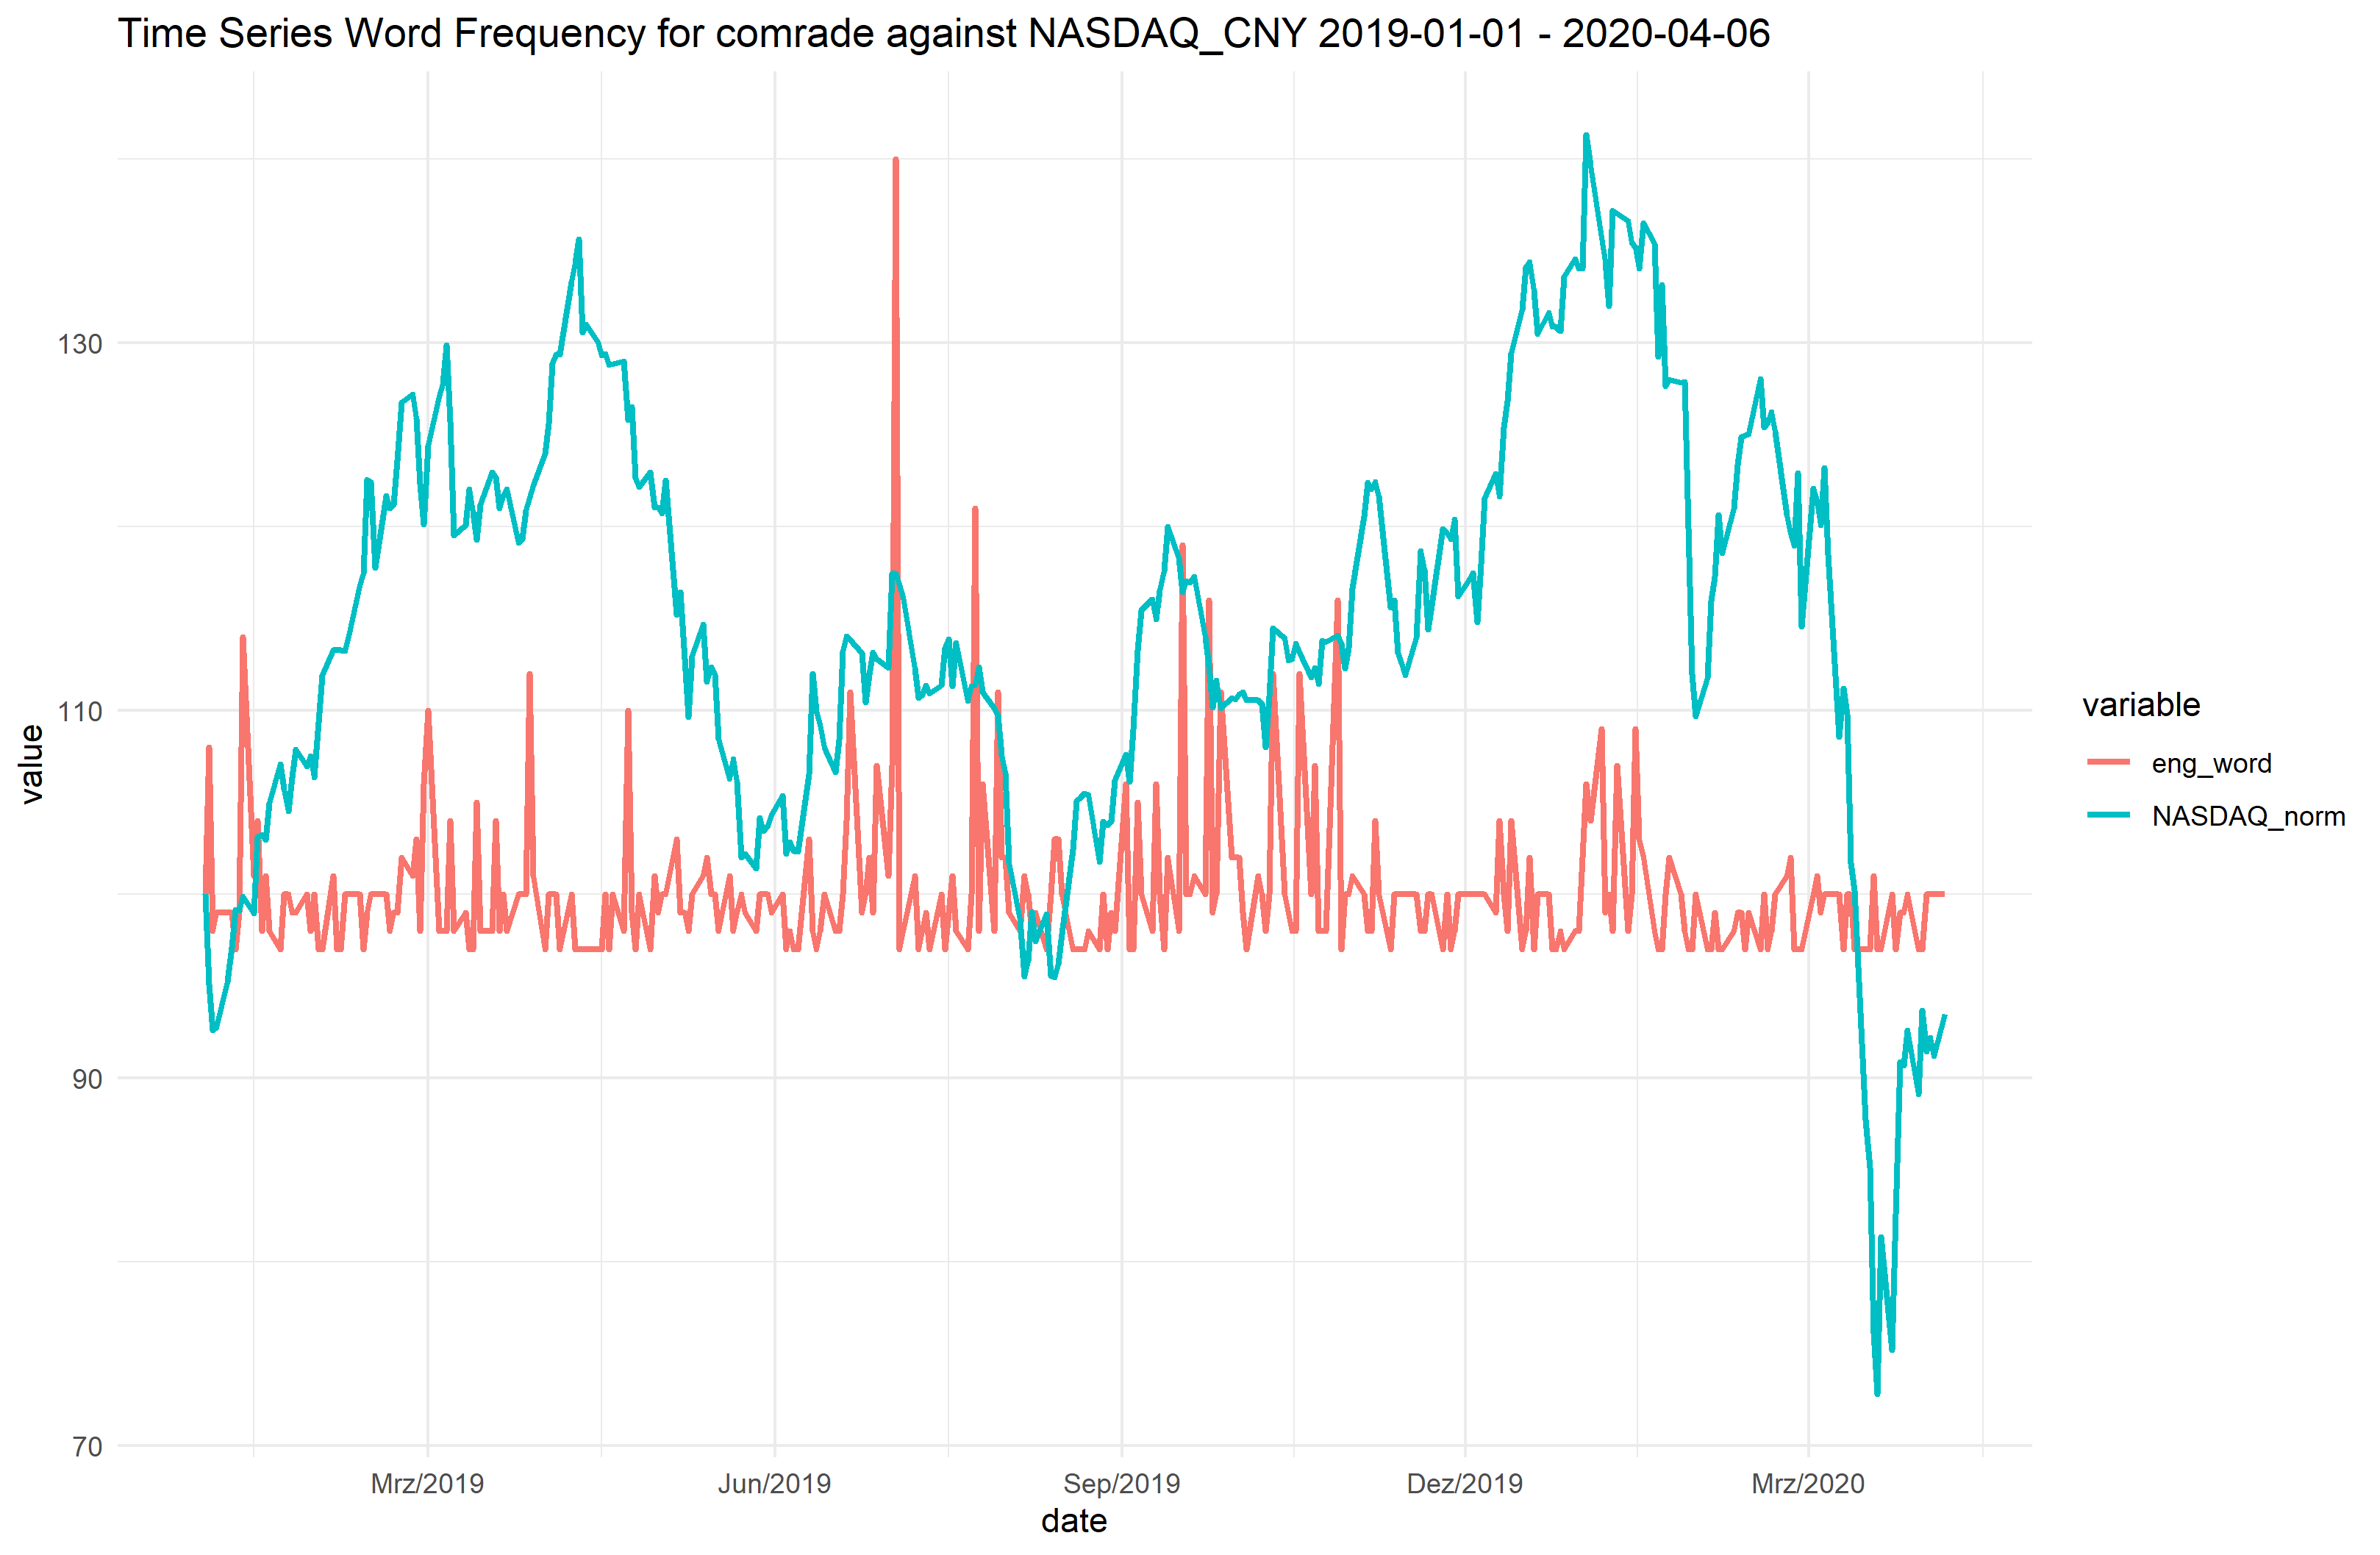 Time Series Word Frequency for comrade against NASDAQ_CNY 2019-01-01 - 2020-04-06
value
130
110
90
70
Mrz/2019 Jun/2019 Sep/2019 Dez/2019 Mrz/2020
date
variable
eng_word
NASDAQ_norm